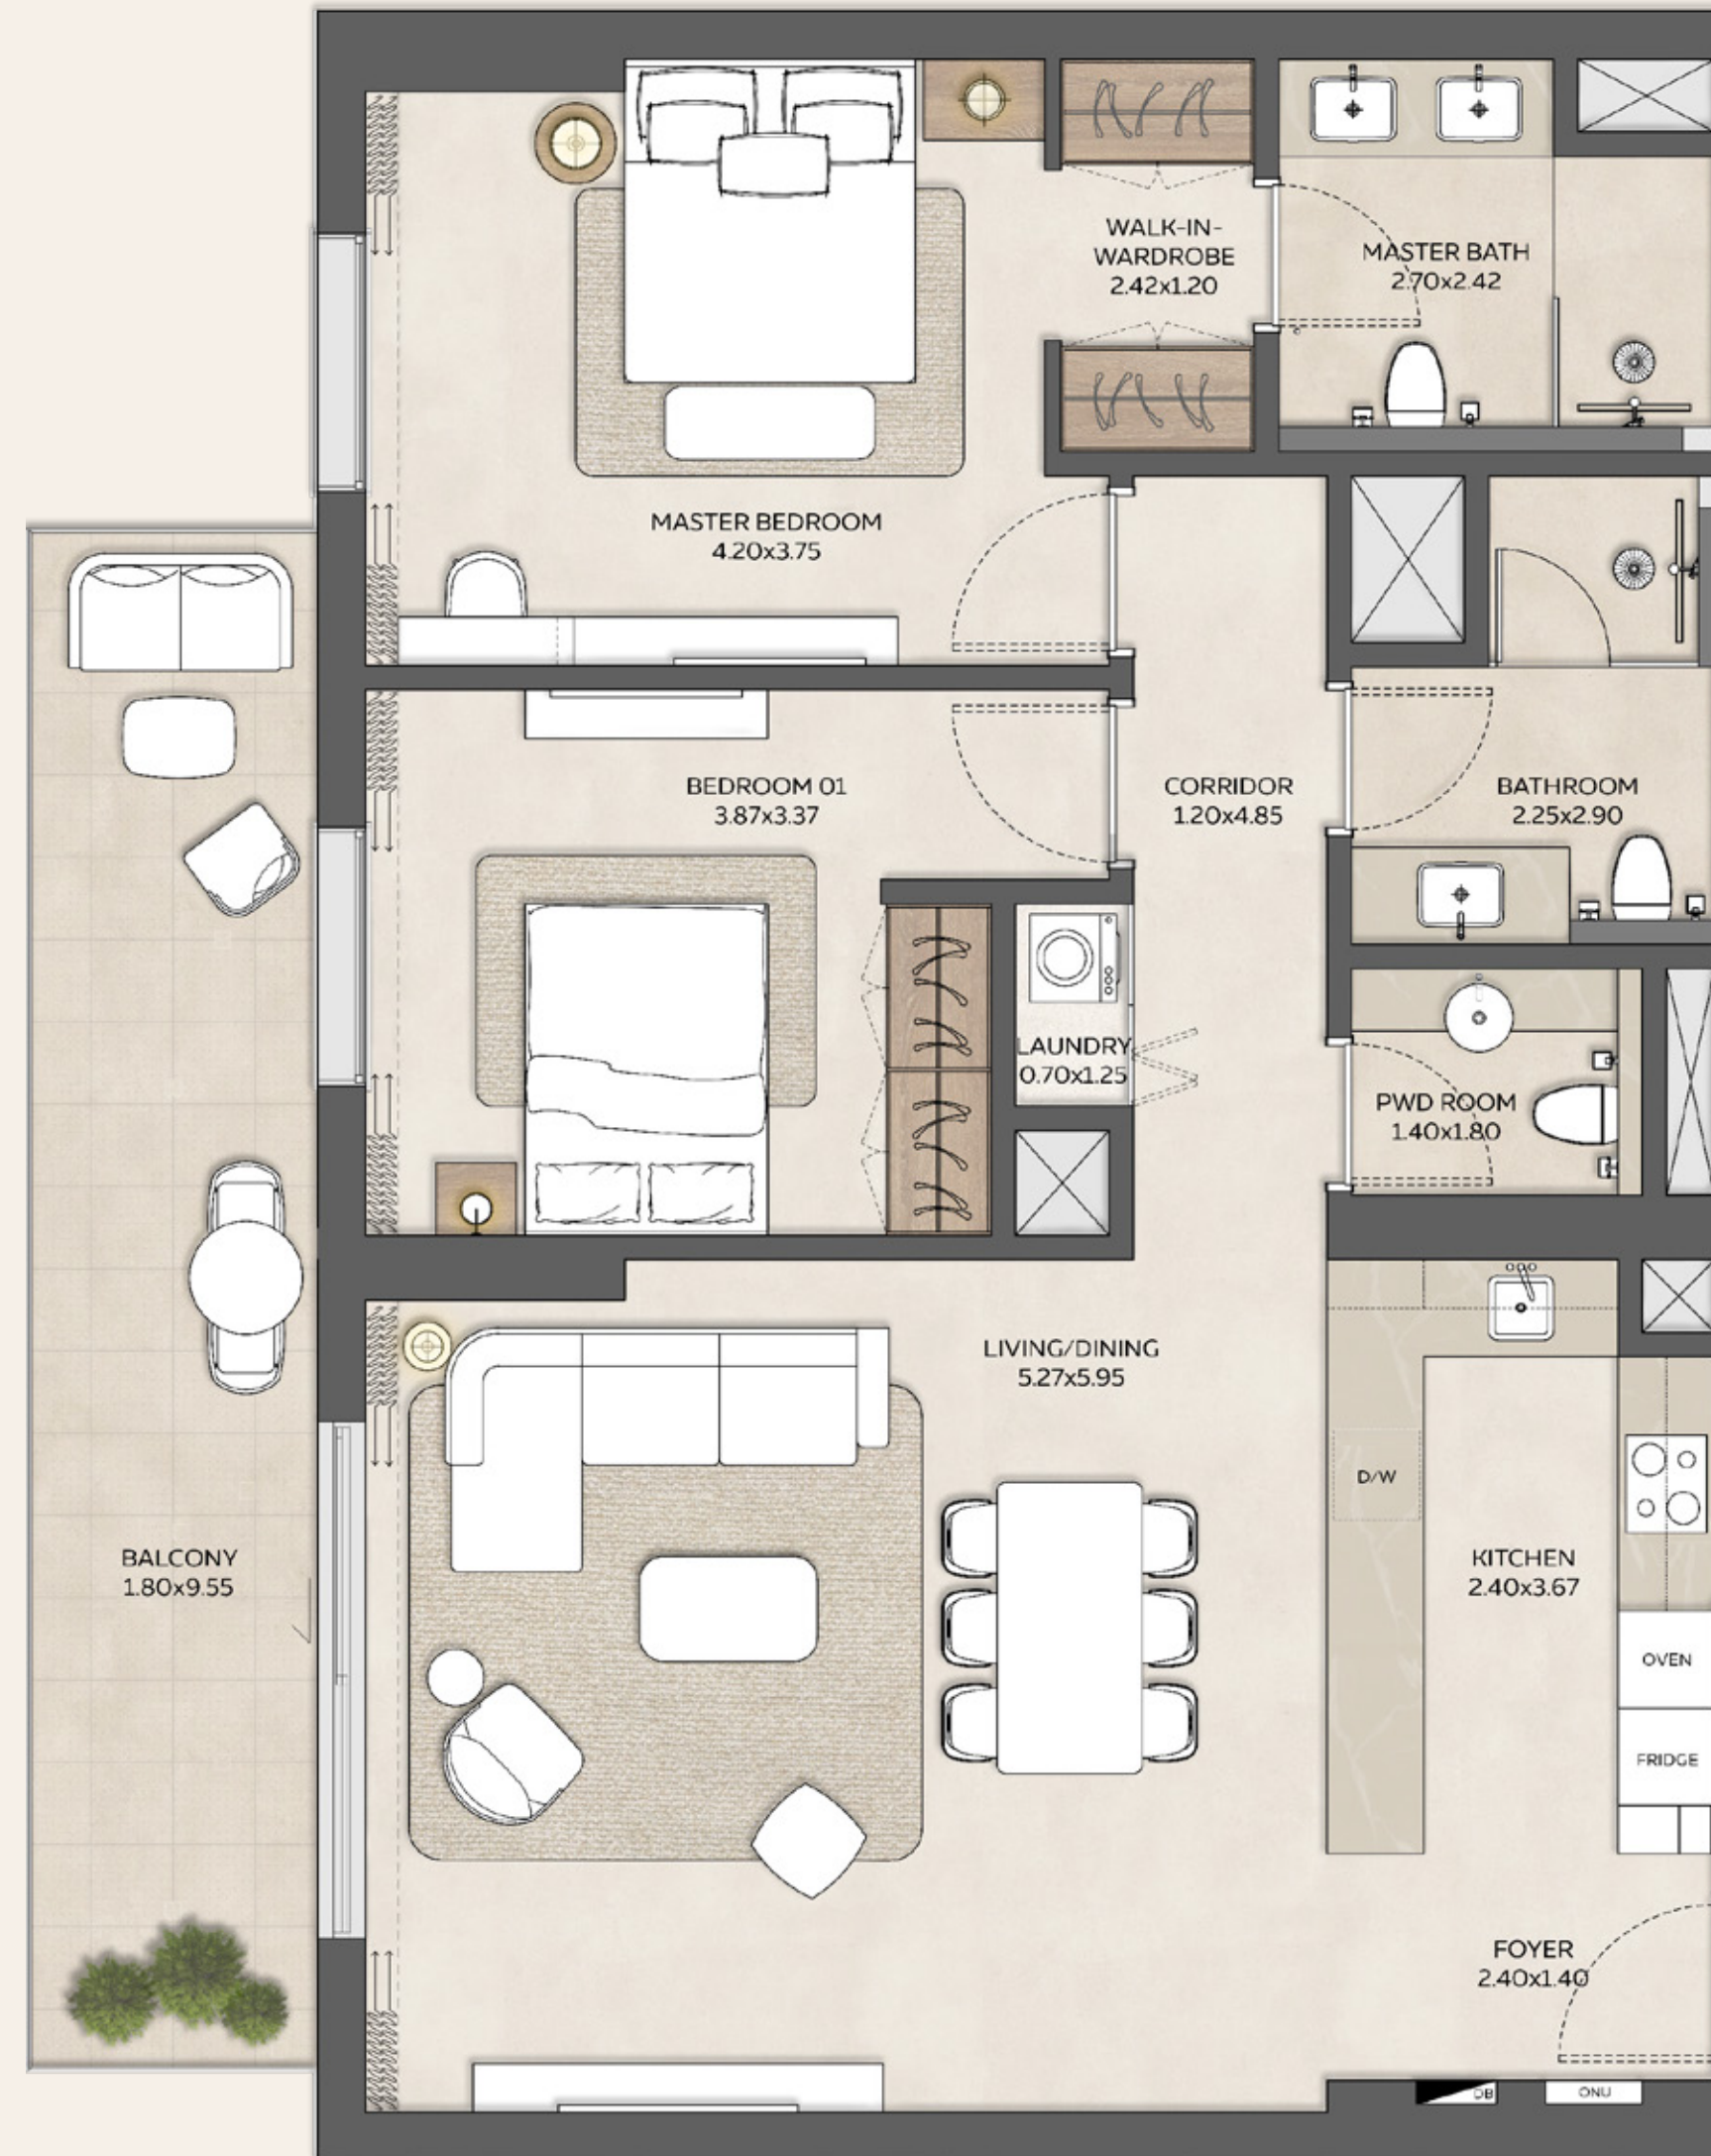 WALK-IN-
WARDROBE
2.42x1.20
MASTER BATH
2.70x2.42
MASTER BEDROOM
4.20x3.75
BEDROOM 01
3.87x3.37
CORRIDOR
1.20x4.85
BATHROOM
2.25x2.90
LAUNDRY
0.70x1.25
PWD ROOM
1.40x1.80
LIVING/DINING
5.27x5.95
D/W
BALCONY
1.80x9.55
KITCHEN
2.40x3.67
OVEN
FRIDGE
FOYER
2.40x1.40
DB
ONU